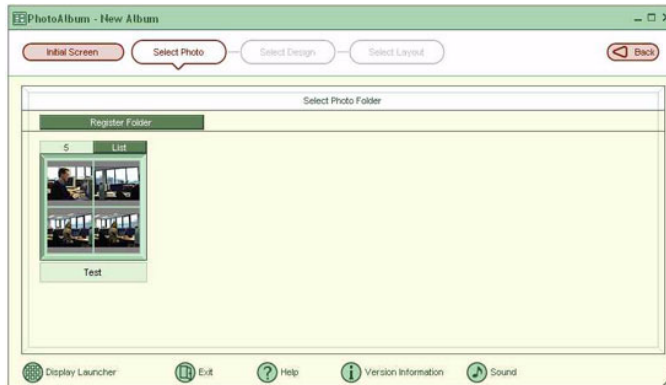 PhotoAlbum - New Album
Initial Screen Select Photo Select Design Select Layout Back
Select Photo Folder
Register Folder
5 List
Test
Display Launcher Exit Help Version Information Sound